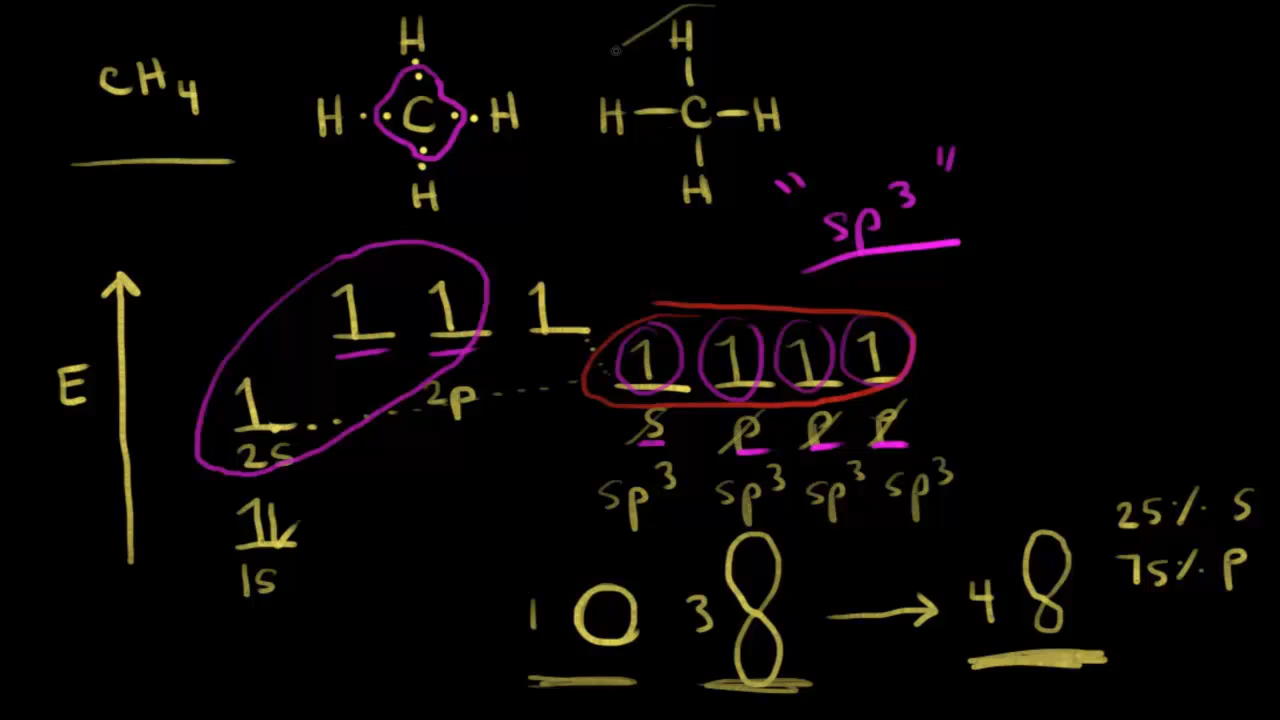 CH4
H
H C H
H
H
H C H
H
"sp³"
E
1 1 1
2p
1
2s
1 1 1 1
s p p p
sp³ sp³ sp³ sp³
1s
25% s
75% p
1 3 → 4